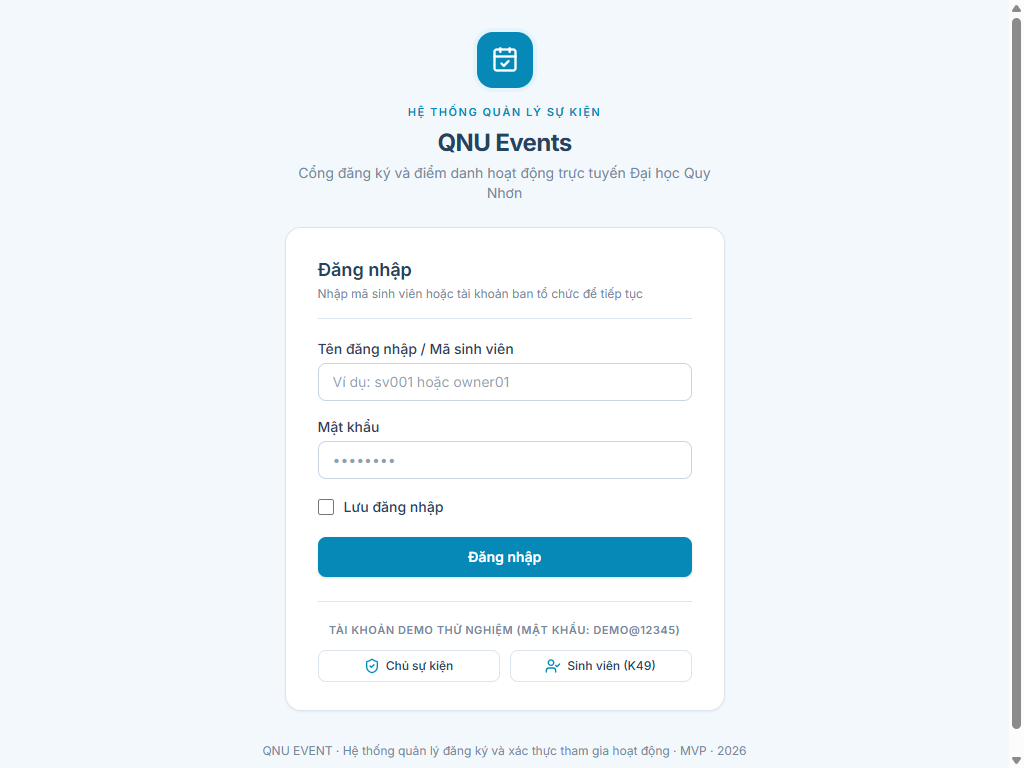 HỆ THỐNG QUẢN LÝ SỰ KIỆN
QNU Events
Cổng đăng ký và điểm danh hoạt động trực tuyến Đại học Quy
Nhơn
Đăng nhập
Nhập mã sinh viên hoặc tài khoản ban tổ chức để tiếp tục
Tên đăng nhập / Mã sinh viên
Ví dụ: sv001 hoặc owner01
Mật khẩu
••••••••
Lưu đăng nhập
Đăng nhập
TÀI KHOẢN DEMO THỬ NGHIỆM (MẬT KHẨU: DEMO@12345)
Chủ sự kiện
Sinh viên (K49)
QNU EVENT · Hệ thống quản lý đăng ký và xác thực tham gia hoạt động · MVP · 2026